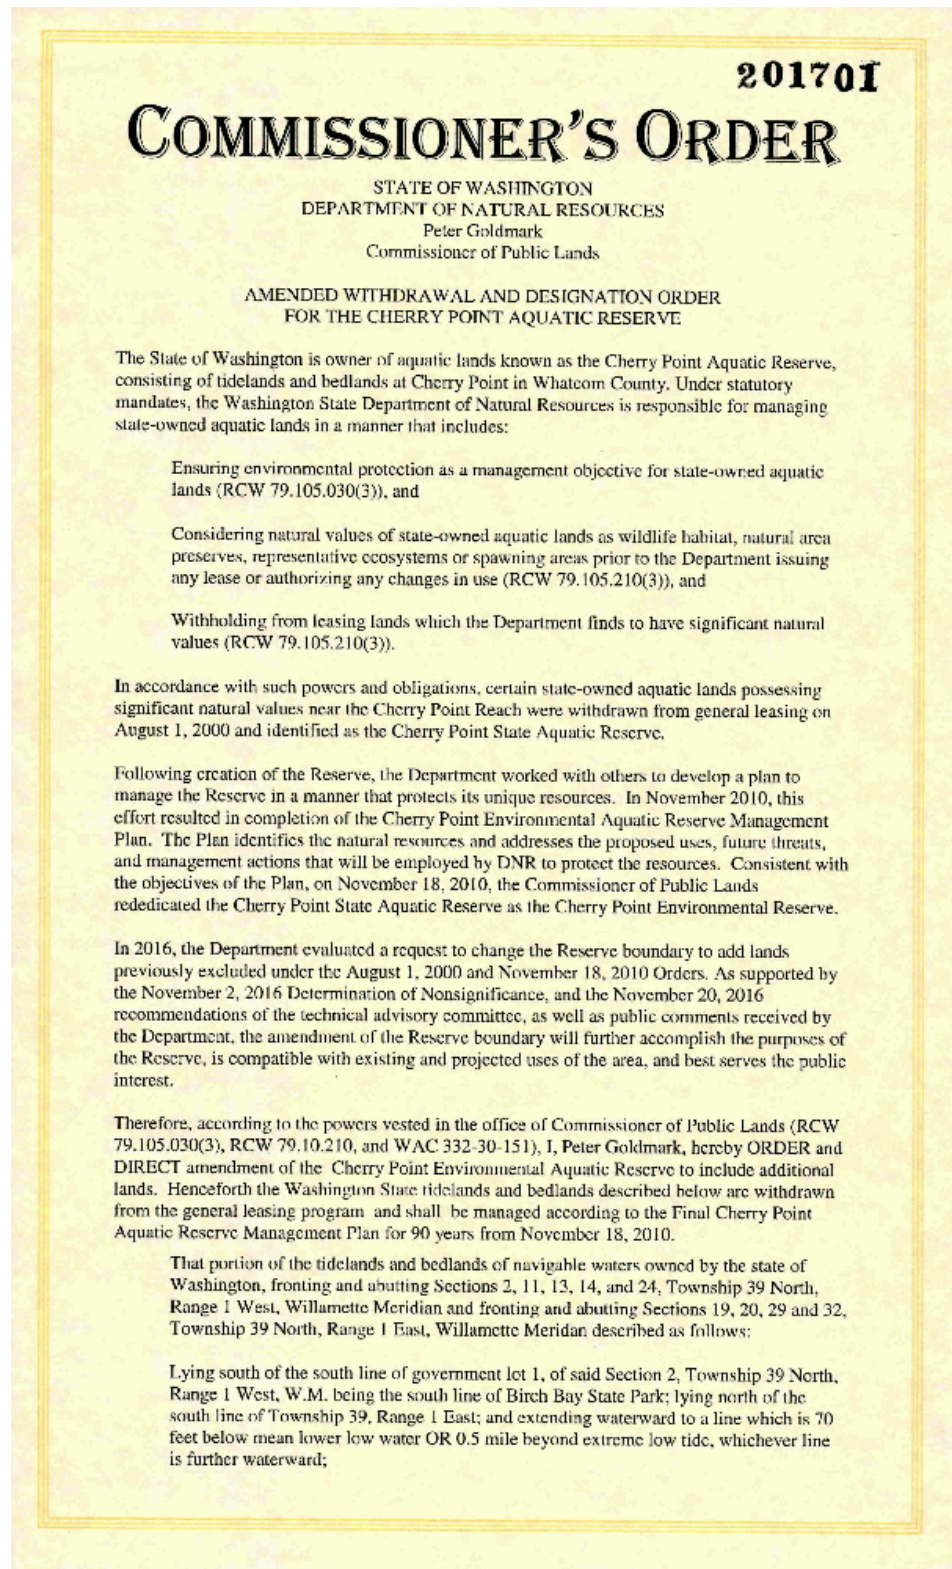 201701
COMMISSIONER'S ORDER
STATE OF WASHINGTON
DEPARTMENT OF NATURAL RESOURCES
Peter Goldmark
Commissioner of Public Lands
AMENDED WITHDRAWAL AND DESIGNATION ORDER
FOR THE CHERRY POINT AQUATIC RESERVE
The State of Washington is owner of aquatic lands known as the Cherry Point Aquatic Reserve,
consisting of tidelands and bedlands at Cherry Point in Whatcom County. Under statutory
mandates, the Washington State Department of Natural Resources is responsible for managing
state-owned aquatic lands in a manner that includes:
Ensuring environmental protection as a management objective for state-owned aquatic
lands (RCW 79.105.030(3)), and
Considering natural values of state-owned aquatic lands as wildlife habitat, natural area
preserves, representative ecosystems or spawning areas prior to the Department issuing
any lease or authorizing any changes in use (RCW 79.105.210(3)), and
Withholding from leasing lands which the Department finds to have significant natural
values (RCW 79.105.210(3)).
In accordance with such powers and obligations, certain state-owned aquatic lands possessing
significant natural values near the Cherry Point Reach were withdrawn from general leasing on
August 1, 2000 and identified as the Cherry Point State Aquatic Reserve.
Following creation of the Reserve, the Department worked with others to develop a plan to
manage the Reserve in a manner that protects its unique resources. In November 2010, this
effort resulted in completion of the Cherry Point Environmental Aquatic Reserve Management
Plan. The Plan identifies the natural resources and addresses the proposed uses, future threats,
and management actions that will be employed by DNR to protect the resources. Consistent with
the objectives of the Plan, on November 18, 2010, the Commissioner of Public Lands
rededicated the Cherry Point State Aquatic Reserve as the Cherry Point Environmental Reserve.
In 2016, the Department evaluated a request to change the Reserve boundary to add lands
previously excluded under the August 1, 2000 and November 18, 2010 Orders. As supported by
the November 2, 2016 Determination of Nonsignificance, and the November 20, 2016
recommendations of the technical advisory committee, as well as public comments received by
the Department, the amendment of the Reserve boundary will further accomplish the purposes of
the Reserve, is compatible with existing and projected uses of the area, and best serves the public
interest.
Therefore, according to the powers vested in the office of Commissioner of Public Lands (RCW
79.105.030(3), RCW 79.10.210, and WAC 332-30-151), I, Peter Goldmark, hereby ORDER and
DIRECT amendment of the Cherry Point Environmental Aquatic Reserve to include additional
lands. Henceforth the Washington State tidelands and bedlands described below are withdrawn
from the general leasing program and shall be managed according to the Final Cherry Point
Aquatic Reserve Management Plan for 90 years from November 18, 2010.
That portion of the tidelands and bedlands of navigable waters owned by the state of
Washington, fronting and abutting Sections 2, 11, 13, 14, and 24, Township 39 North,
Range 1 West, Willamette Meridian and fronting and abutting Sections 19, 20, 29 and 32,
Township 39 North, Range 1 East, Willamette Meridan described as follows:
Lying south of the south line of government lot 1, of said Section 2, Township 39 North,
Range 1 West, W.M. being the south line of Birch Bay State Park; lying north of the
south line of Township 39, Range 1 East; and extending waterward to a line which is 70
feet below mean lower low water OR 0.5 mile beyond extreme low tide, whichever line
is further waterward;